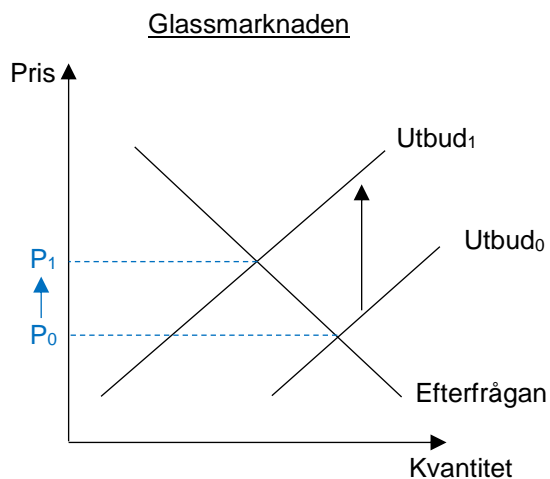 Glassmarknaden
Pris
Utbud₁
Utbud₀
P₁
P₀
Efterfrågan
Kvantitet